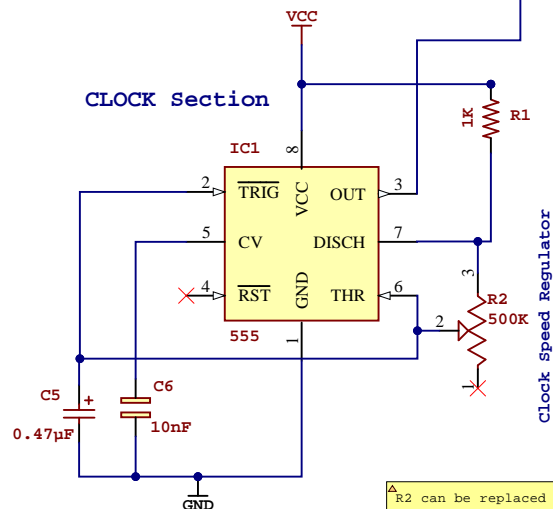 VCC
CLOCK Section
1K
R1
IC1
8
2
TRIG
VCC
OUT
3
5
CV
DISCH
7
4
RST
GND
THR
6
555
1
3
R2
2
500K
1
Clock Speed Regulator
C5
+
0.47µF
C6
10nF
GND
R2 can be replaced